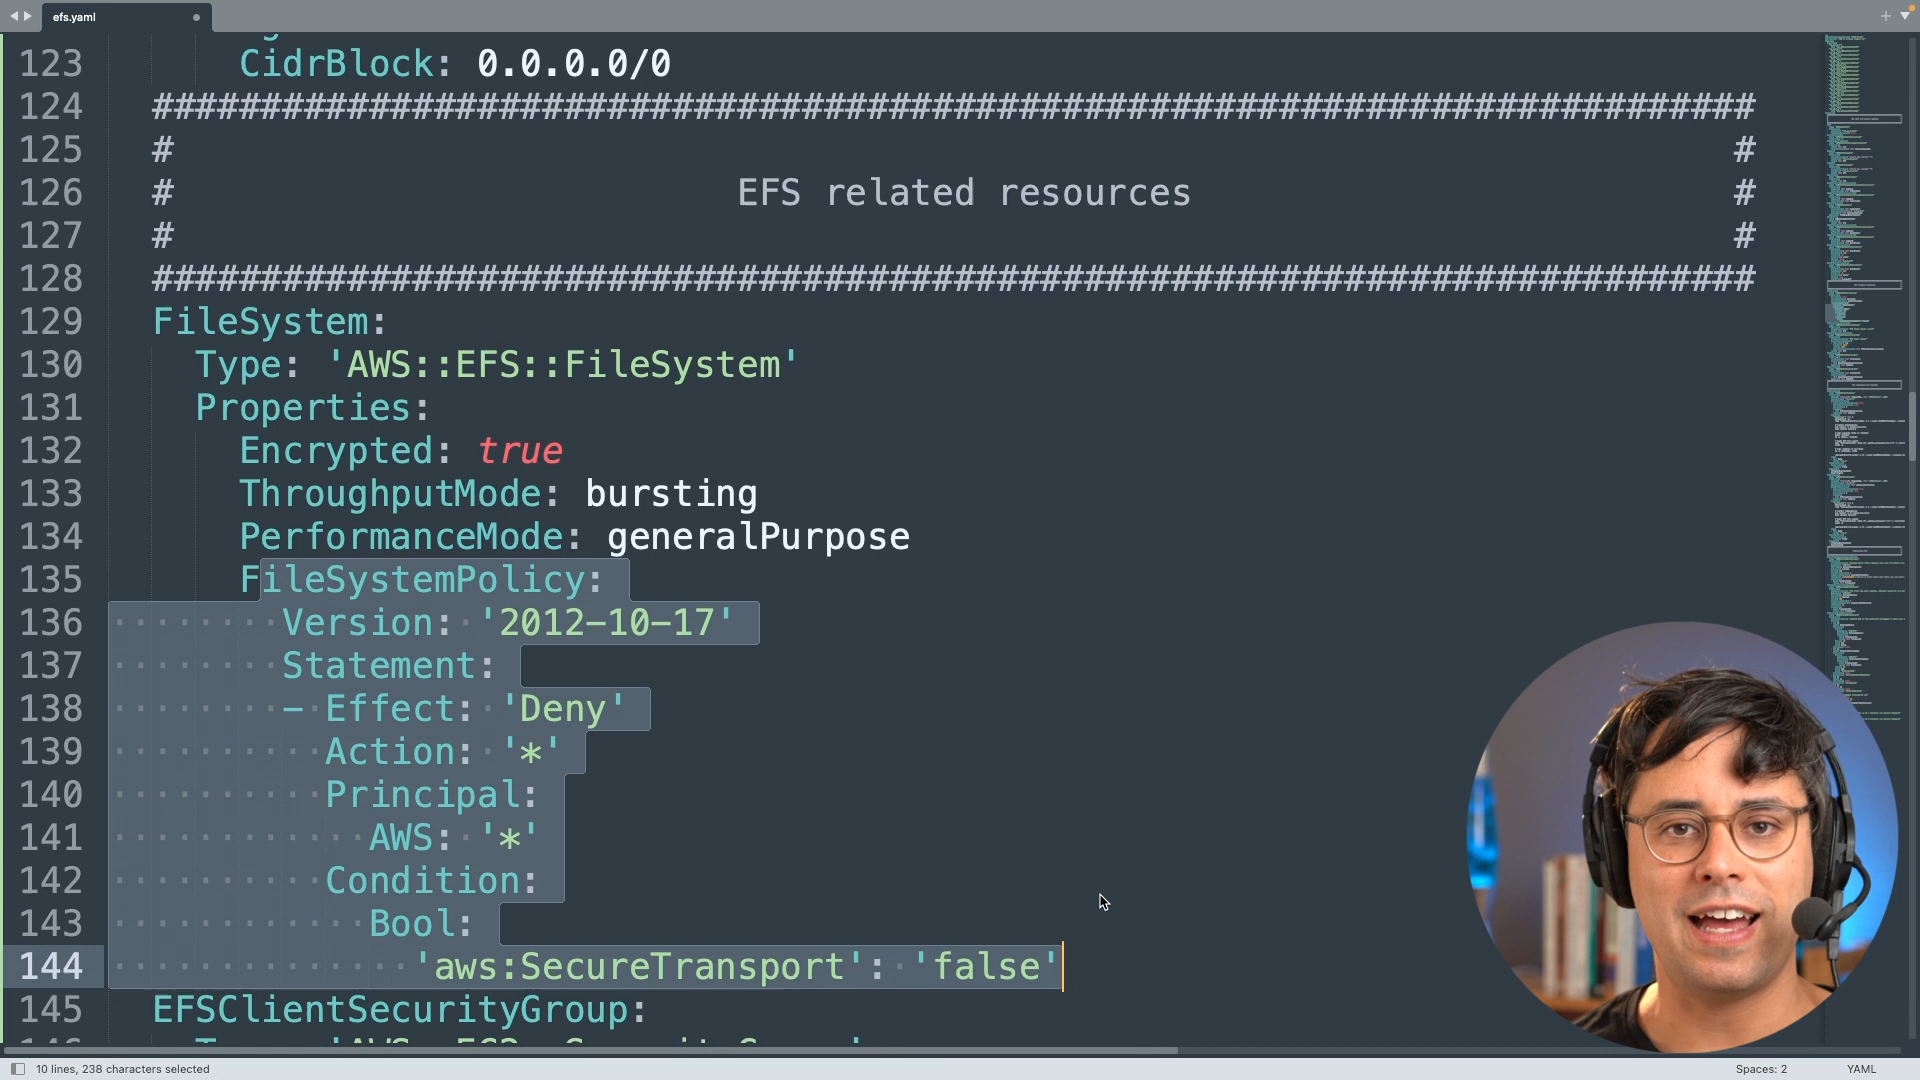 efs.yaml
123 CidrBlock: 0.0.0.0/0
124 ##########################################################################
125 # #
126 # EFS related resources #
127 # #
128 ##########################################################################
129 FileSystem:
130 Type: 'AWS::EFS::FileSystem'
131 Properties:
132 Encrypted: true
133 ThroughputMode: bursting
134 PerformanceMode: generalPurpose
135 FileSystemPolicy:
136 Version: '2012-10-17'
137 Statement:
138 - Effect: 'Deny'
139 Action: '*'
140 Principal:
141 AWS: '*'
142 Condition:
143 Bool:
144 'aws:SecureTransport': 'false'
145 EFSClientSecurityGroup:
10 lines, 238 characters selected
Spaces: 2
YAML